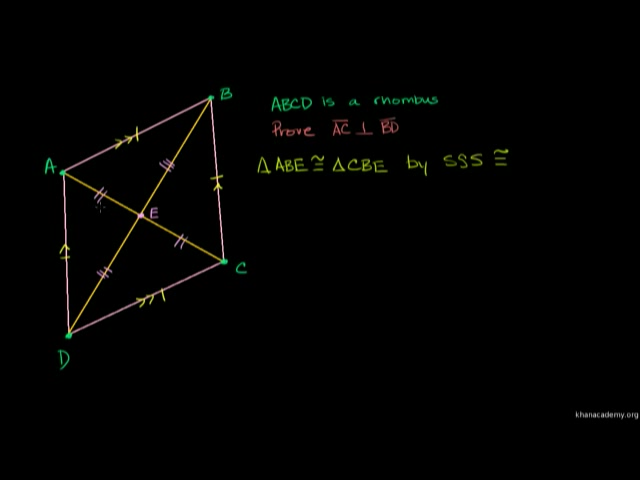 B
ABCD is a rhombus
Prove AC ⊥ BD
A
ΔABE ≅ ΔCBE by SSS ≅
E
C
D
khanacademy.org